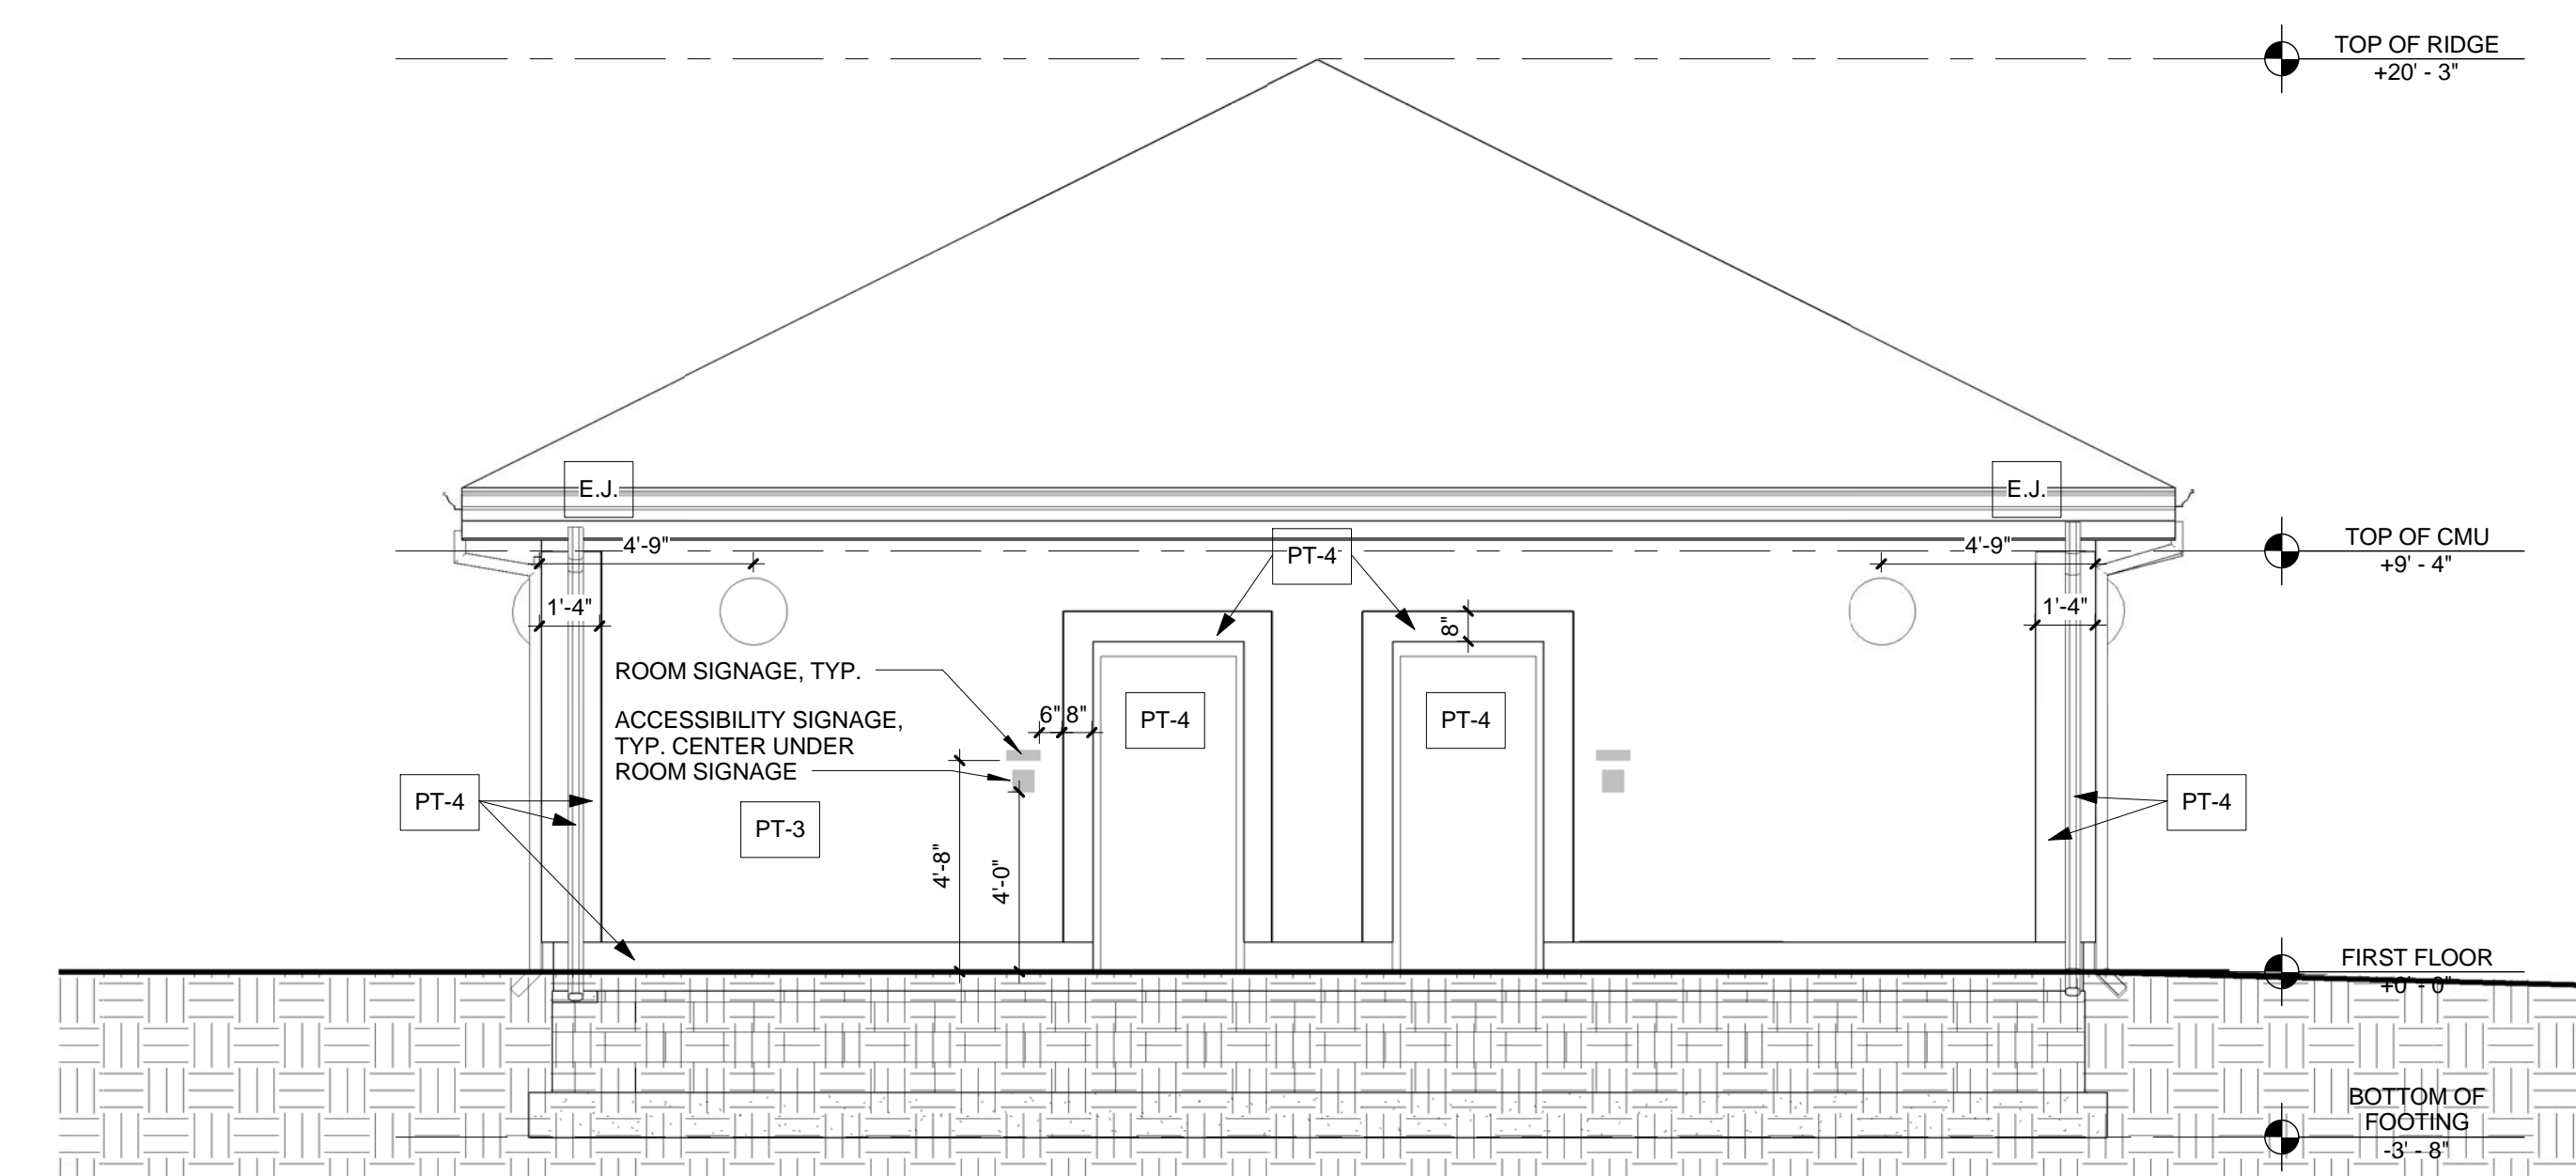 TOP OF RIDGE
+20' - 3"
E.J.
E.J.
4'-9"
PT-4
4'-9"
TOP OF CMU
+9' - 4"
1'-4"
8"
1'-4"
ROOM SIGNAGE, TYP.
ACCESSIBILITY SIGNAGE,
TYP. CENTER UNDER
ROOM SIGNAGE
6"
8"
PT-4
PT-4
PT-4
PT-3
4'-8"
4'-0"
PT-4
FIRST FLOOR
+0' - 0"
BOTTOM OF
FOOTING
-3' - 8"